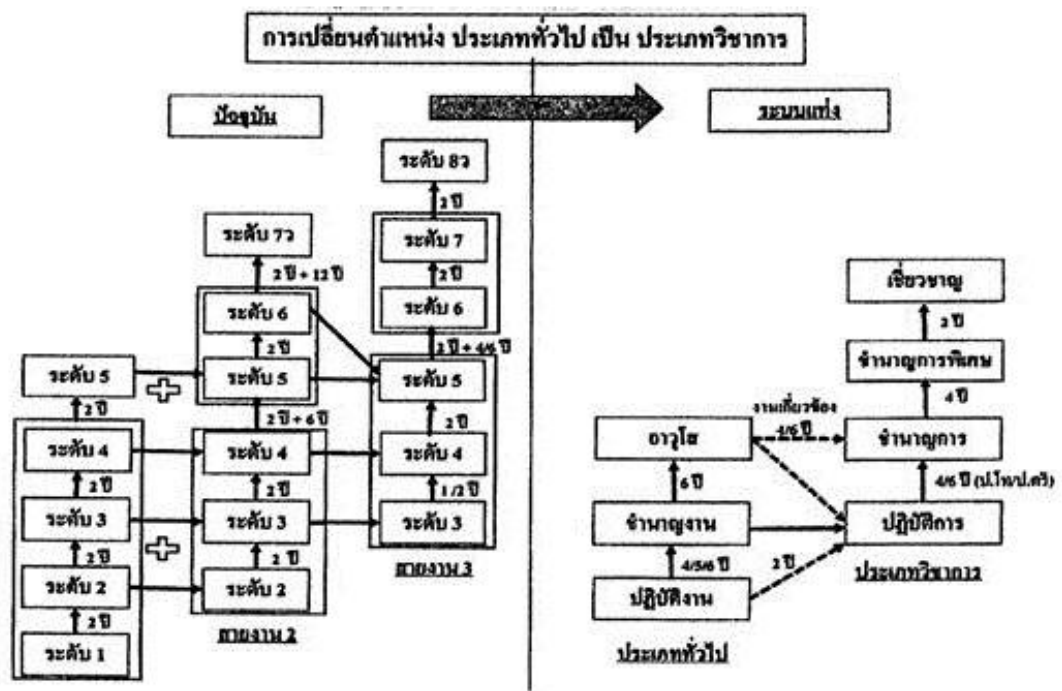 การเปลี่ยนตำแหน่ง ประเภททั่วไป เป็น ประเภทวิชาการ
ปัจจุบัน
ระดับ 5
2 ปี
ระดับ 4
2 ปี
ระดับ 3
2 ปี
ระดับ 2
2 ปี
ระดับ 1
ระดับ 7ว
2 ปี + 12 ปี
ระดับ 6
2 ปี
ระดับ 5
2 ปี + 6 ปี
ระดับ 4
2 ปี
ระดับ 3
2 ปี
ระดับ 2
สายงาน 2
ระดับ 8ว
2 ปี
ระดับ 7
2 ปี
ระดับ 6
2 ปี + 4/6 ปี
ระดับ 5
2 ปี
ระดับ 4
1/2 ปี
ระดับ 3
สายงาน 3
ระบบแท่ง
อาวุโส
6 ปี
ชำนาญงาน
4/5/6 ปี
ปฏิบัติงาน
ประเภททั่วไป
งานเกี่ยวข้อง
4/6 ปี
2 ปี
เชี่ยวชาญ
2 ปี
ชำนาญการพิเศษ
4 ปี
ชำนาญการ
4/6 ปี (ป.โท/ป.ตรี)
ปฏิบัติการ
ประเภทวิชาการ